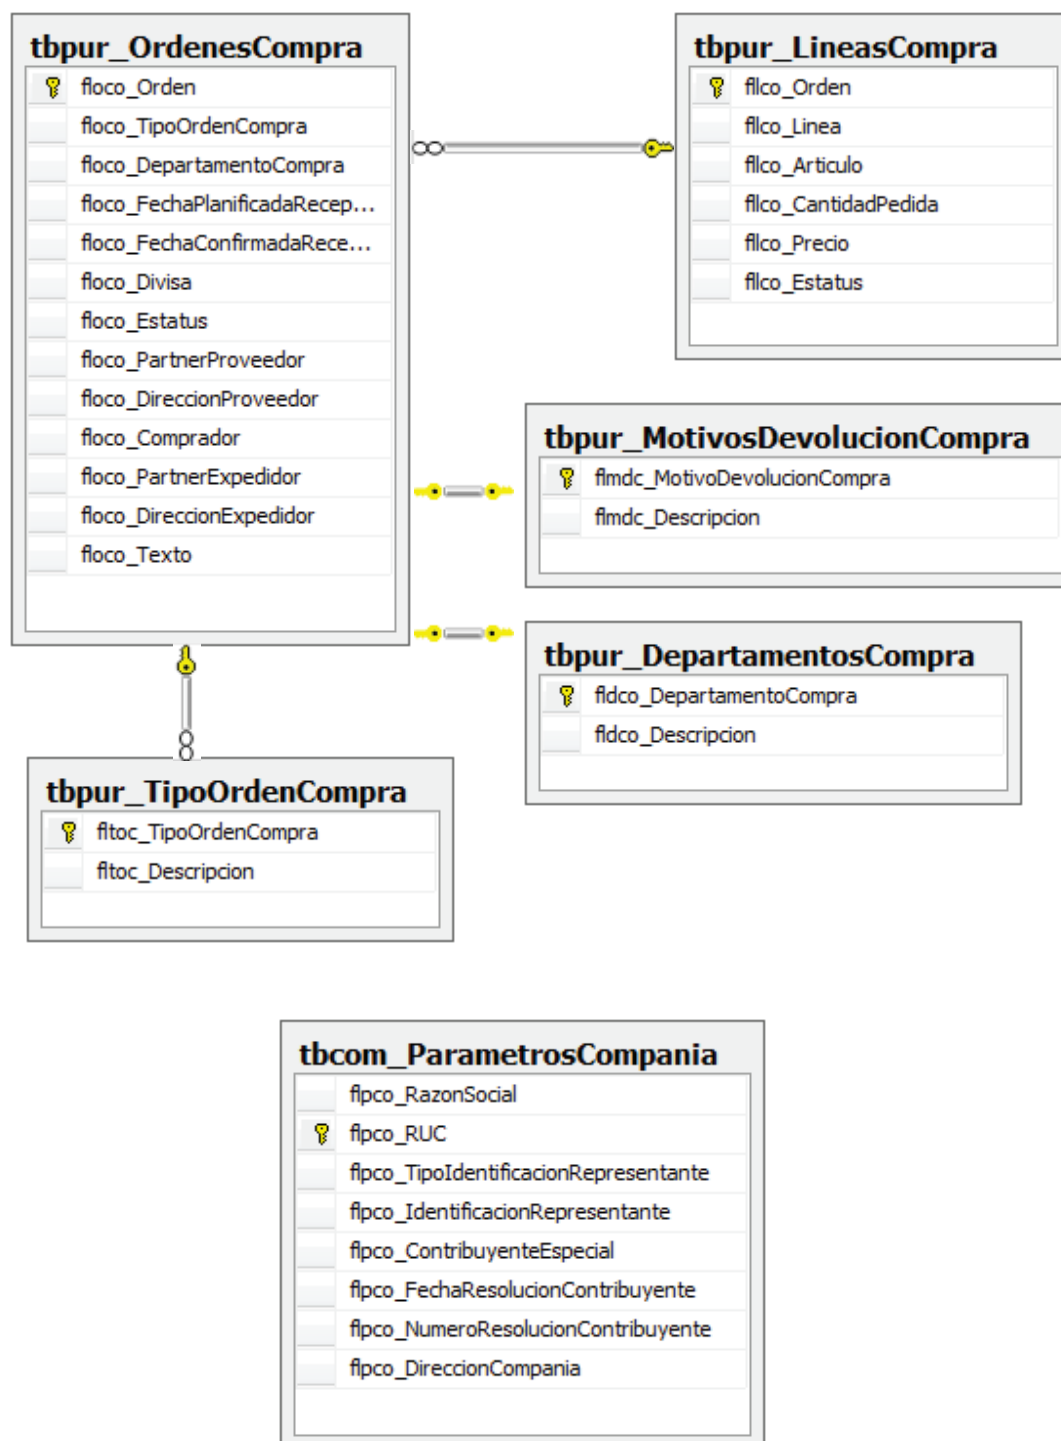 tbpur_OrdenesCompra
floco_Orden
floco_TipoOrdenCompra
floco_DepartamentoCompra
floco_FechaPlanificadaRecep...
floco_FechaConfirmadaRece...
floco_Divisa
floco_Estatus
floco_PartnerProveedor
floco_DireccionProveedor
floco_Comprador
floco_PartnerExpedidor
floco_DireccionExpedidor
floco_Texto
tbpur_LineasCompra
fllco_Orden
fllco_Linea
fllco_Articulo
fllco_CantidadPedida
fllco_Precio
fllco_Estatus
tbpur_MotivosDevolucionCompra
flmdc_MotivoDevolucionCompra
flmdc_Descripcion
tbpur_DepartamentosCompra
fldco_DepartamentoCompra
fldco_Descripcion
tbpur_TipoOrdenCompra
fltoc_TipoOrdenCompra
fltoc_Descripcion
tbcom_ParametrosCompania
flpco_RazonSocial
flpco_RUC
flpco_TipoIdentificacionRepresentante
flpco_IdentificacionRepresentante
flpco_ContribuyenteEspecial
flpco_FechaResolucionContribuyente
flpco_NumeroResolucionContribuyente
flpco_DireccionCompania